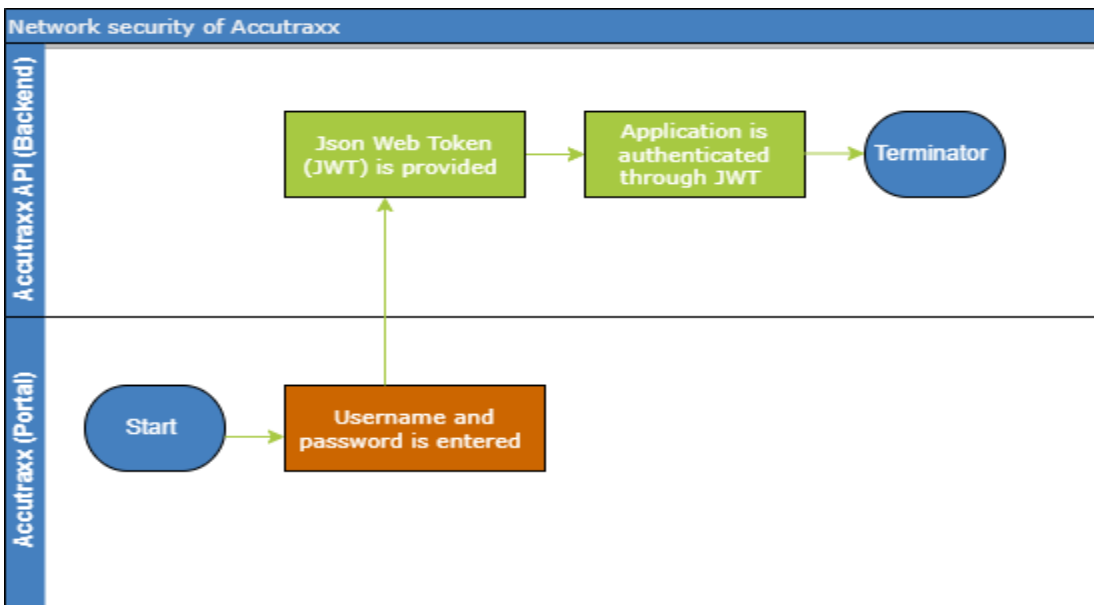 Network security of Accutraxx
Accutraxx API (Backend)
Json Web Token
(JWT) is provided
Application is
authenticated
through JWT
Terminator
Accutraxx (Portal)
Start
Username and
password is entered